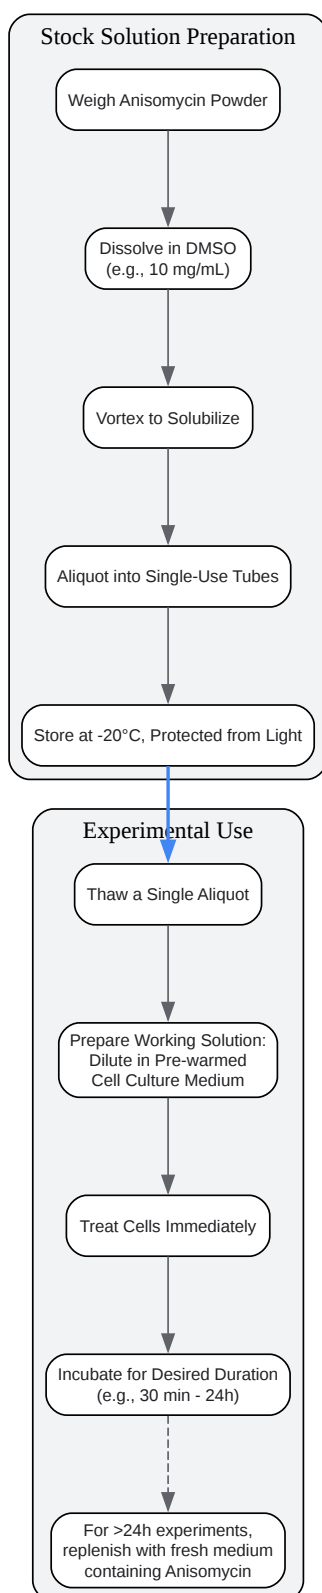 Stock Solution Preparation
Weigh Anisomycin Powder
Dissolve in DMSO
(e.g., 10 mg/mL)
Vortex to Solubilize
Aliquot into Single-Use Tubes
Store at -20°C, Protected from Light
Experimental Use
Thaw a Single Aliquot
Prepare Working Solution:
Dilute in Pre-warmed
Cell Culture Medium
Treat Cells Immediately
Incubate for Desired Duration
(e.g., 30 min - 24h)
For >24h experiments,
replenish with fresh medium
containing Anisomycin